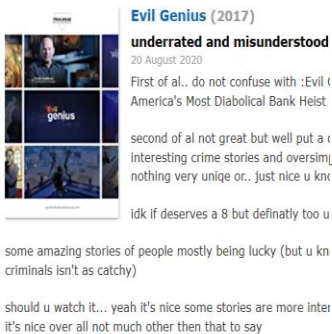 Evil Genius (2017)
underrated and misunderstood
20 August 2020
First of al.. do not confuse with :Evil
America's Most Diabolical Bank Heist
second of al not great but well put a
interesting crime stories and
nothing very uniqe or.. just nice u
idk if deserves a 8 but definatly too
some amazing stories of people mostly being lucky (but u
criminals isn't as catchy)
should u watch it... yeah it's nice some stories are more
it's nice over all not much other then that to say
evil
genius